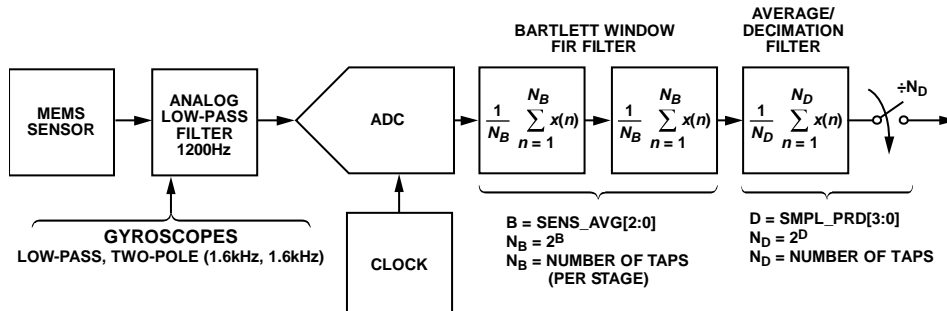 BARTLETT WINDOW
FIR FILTER
AVERAGE/
DECIMATION
FILTER
MEMS
SENSOR
ANALOG
LOW-PASS
FILTER
1200Hz
ADC
1/N_B N_B ∑ n = 1 x(n)
1/N_B N_B ∑ n = 1 x(n)
1/N_D N_D ∑ n = 1 x(n)
÷N_D
GYROSCOPES
LOW-PASS, TWO-POLE (1.6kHz, 1.6kHz)
CLOCK
B = SENS_AVG[2:0]
N_B = 2^B
N_B = NUMBER OF TAPS
(PER STAGE)
D = SMPL_PRD[3:0]
N_D = 2^D
N_D = NUMBER OF TAPS